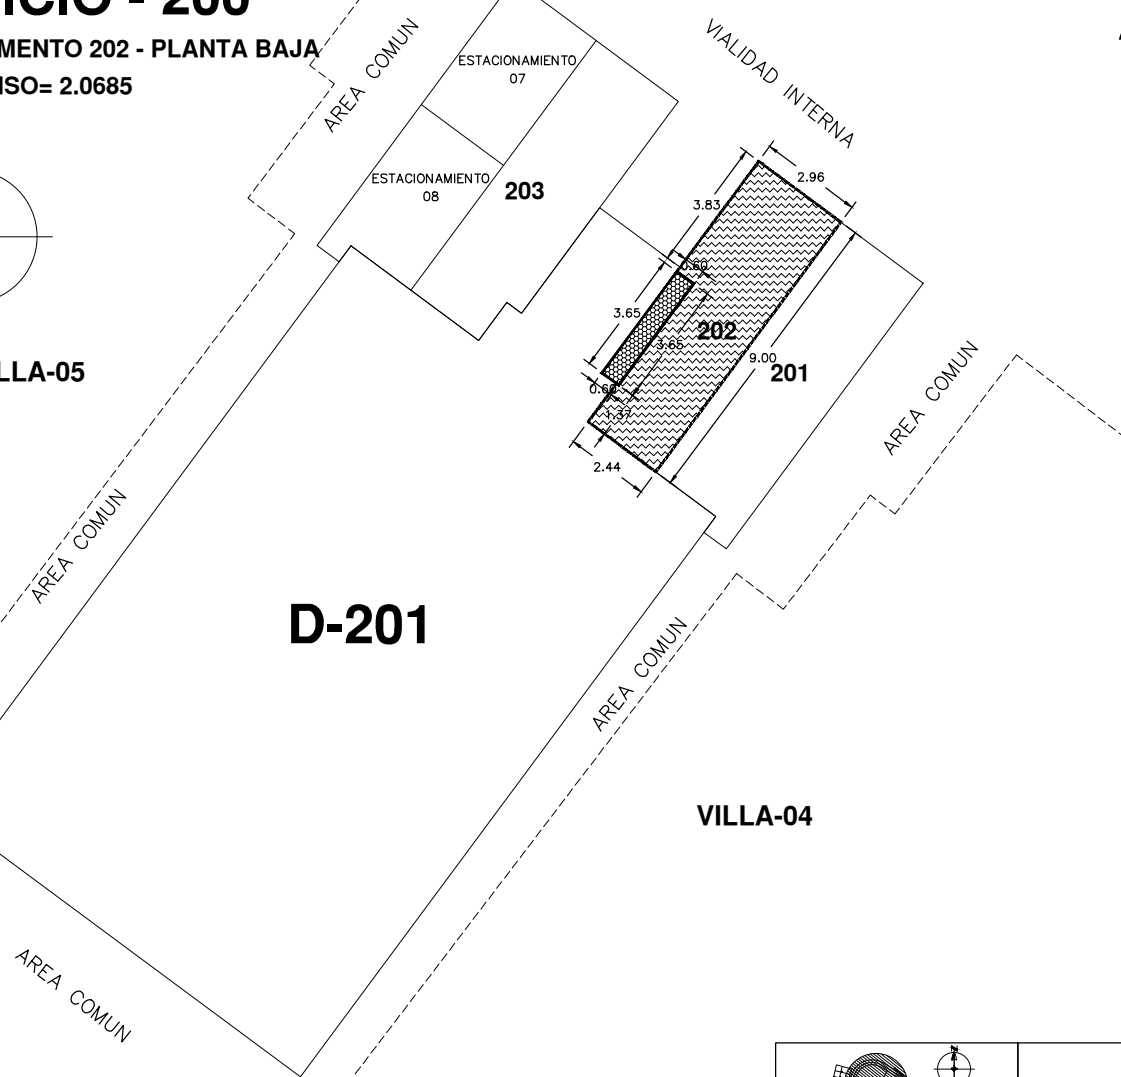 ICIO - 200
MENTO 202 - PLANTA BAJA
ISO= 2.0685
AREA COMUN
ESTACIONAMIENTO
07
VIALIDAD INTERNA
ESTACIONAMIENTO
08
203
2.96
3.83
0.60
3.65
202
3.65
9.00
201
0.60
1.37
2.44
LLA-05
AREA COMUN
AREA COMUN
D-201
AREA COMUN
VILLA-04
AREA COMUN
N